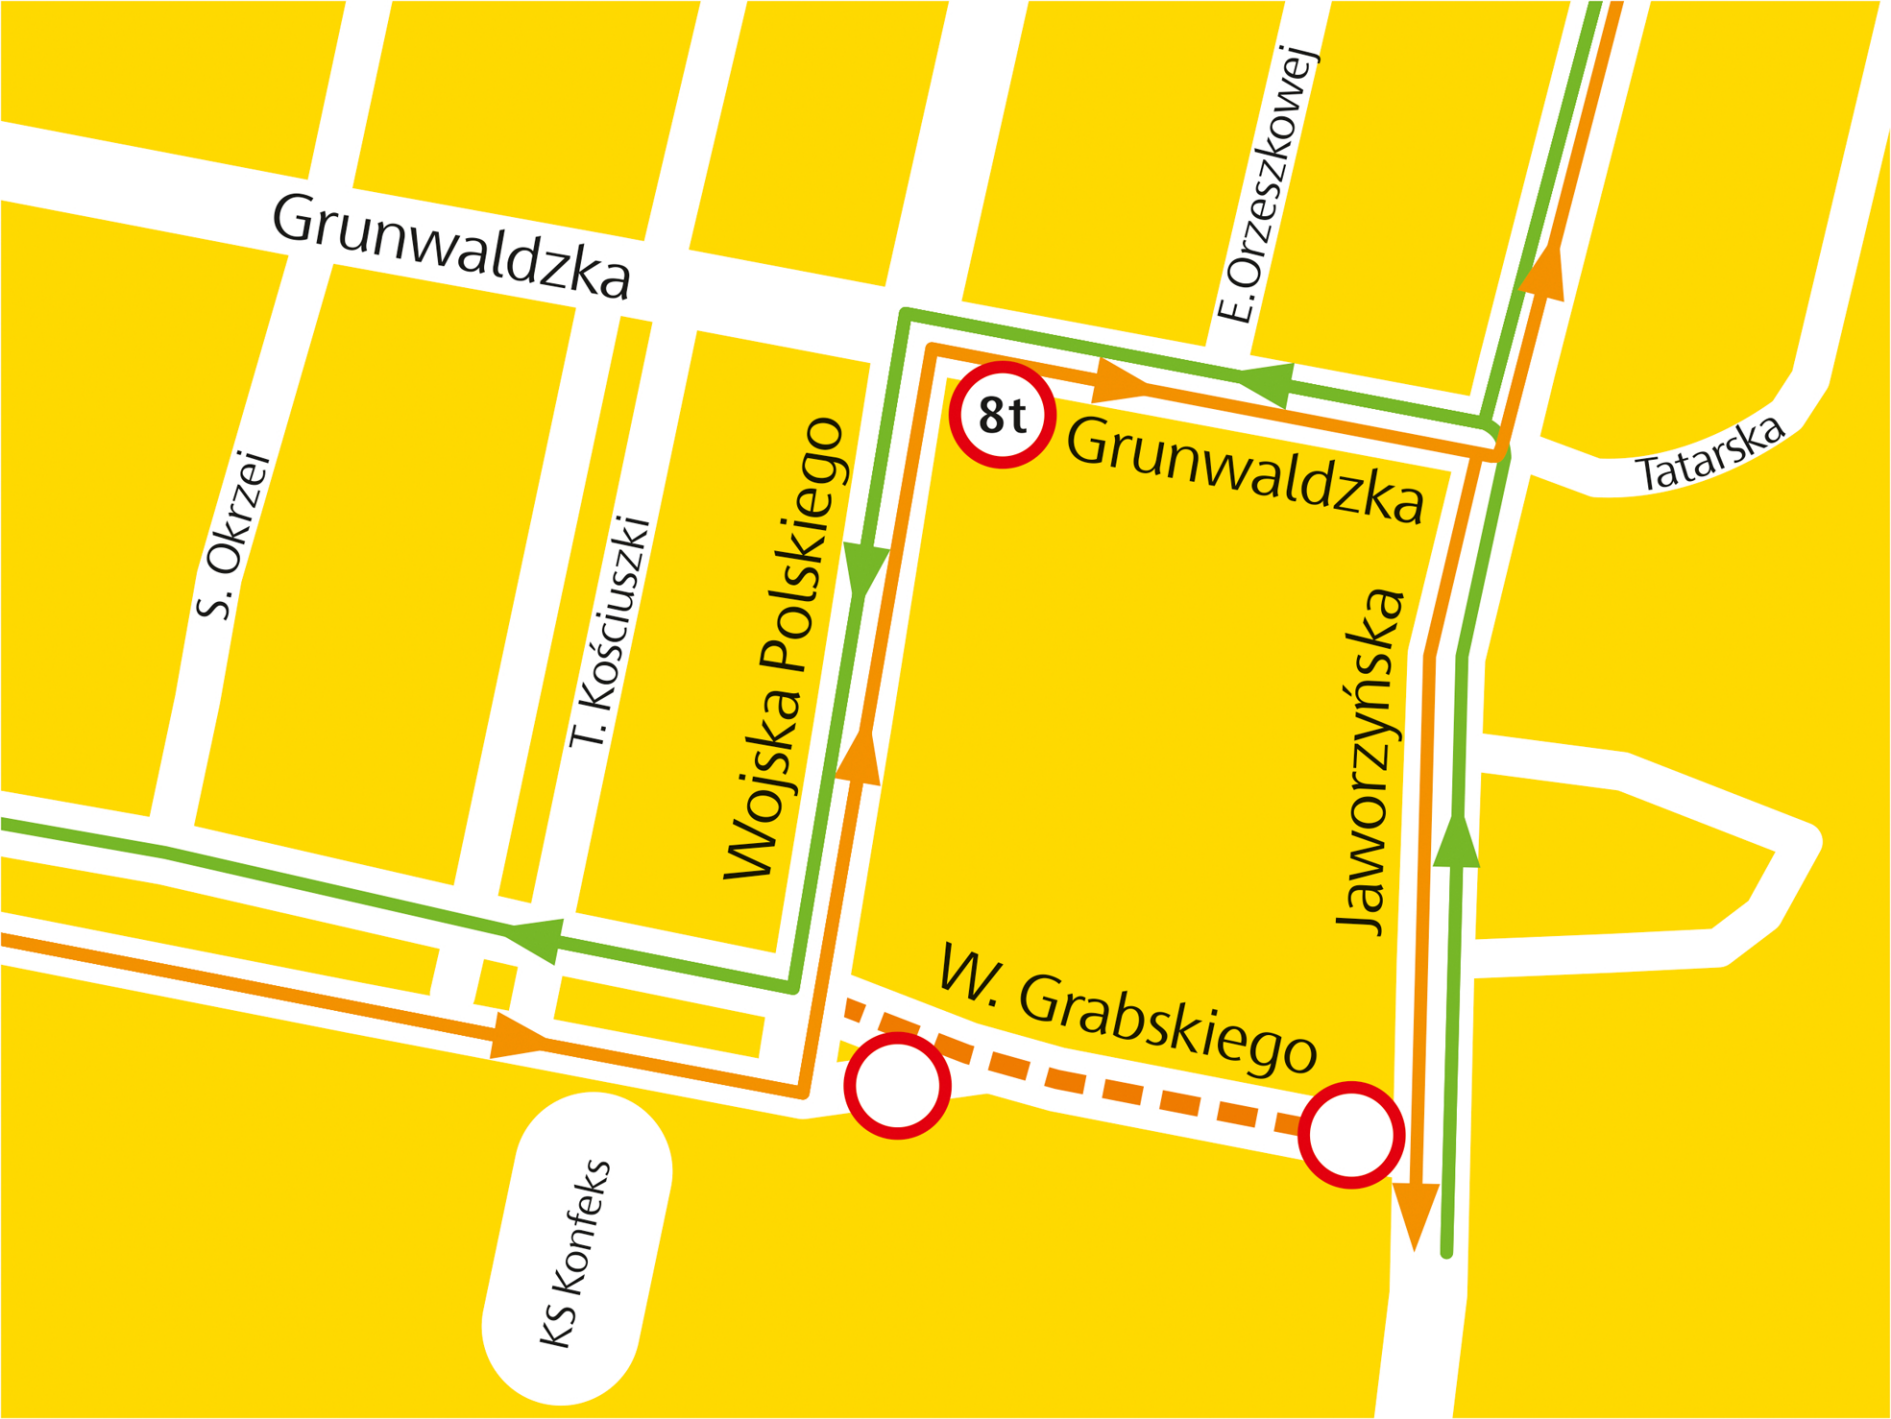 E.Orzeszkowej
Grunwaldzka
8t
Grunwaldzka
Tatarska
S. Okrzei
T. Kościuszki
Wojska Polskiego
Jaworzyńska
W. Grabskiego
KS Konfeks